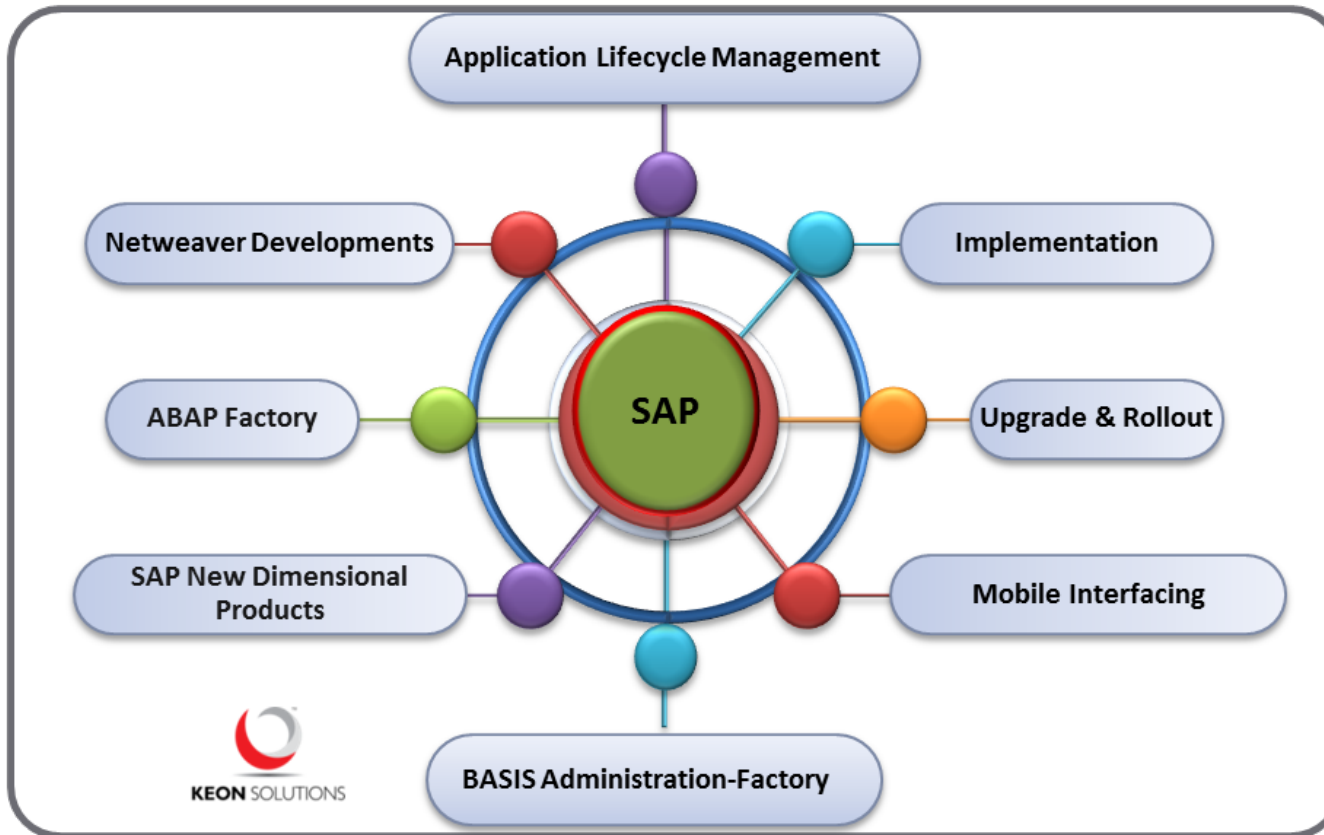 Application Lifecycle Management
Netweaver Developments
Implementation
ABAP Factory
SAP
Upgrade & Rollout
SAP New Dimensional
Products
Mobile Interfacing
BASIS Administration-Factory
KEON SOLUTIONS